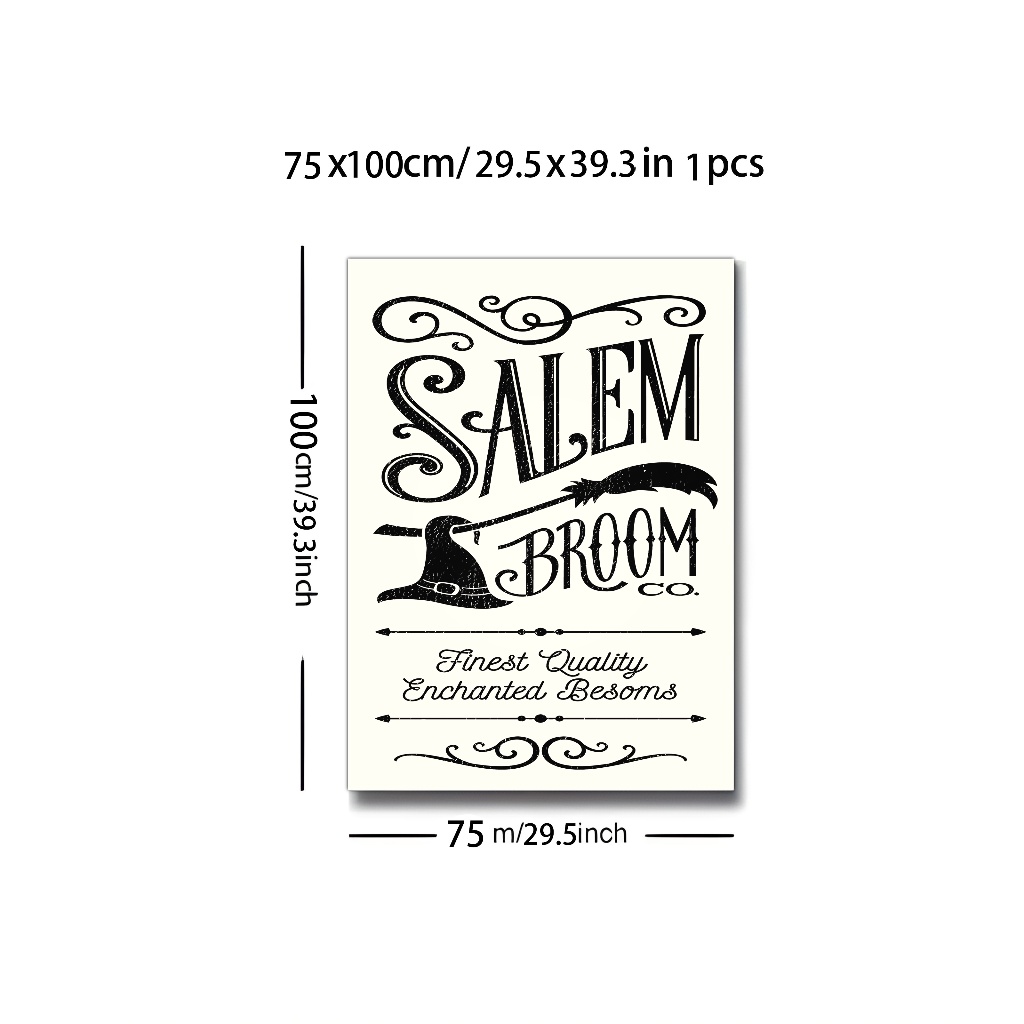 75x100cm/29.5x39.3in 1pcs
100cm/39.3inch
SALEM
BROOM
CO.
Finest Quality
Enchanted Besoms
75 m/29.5inch